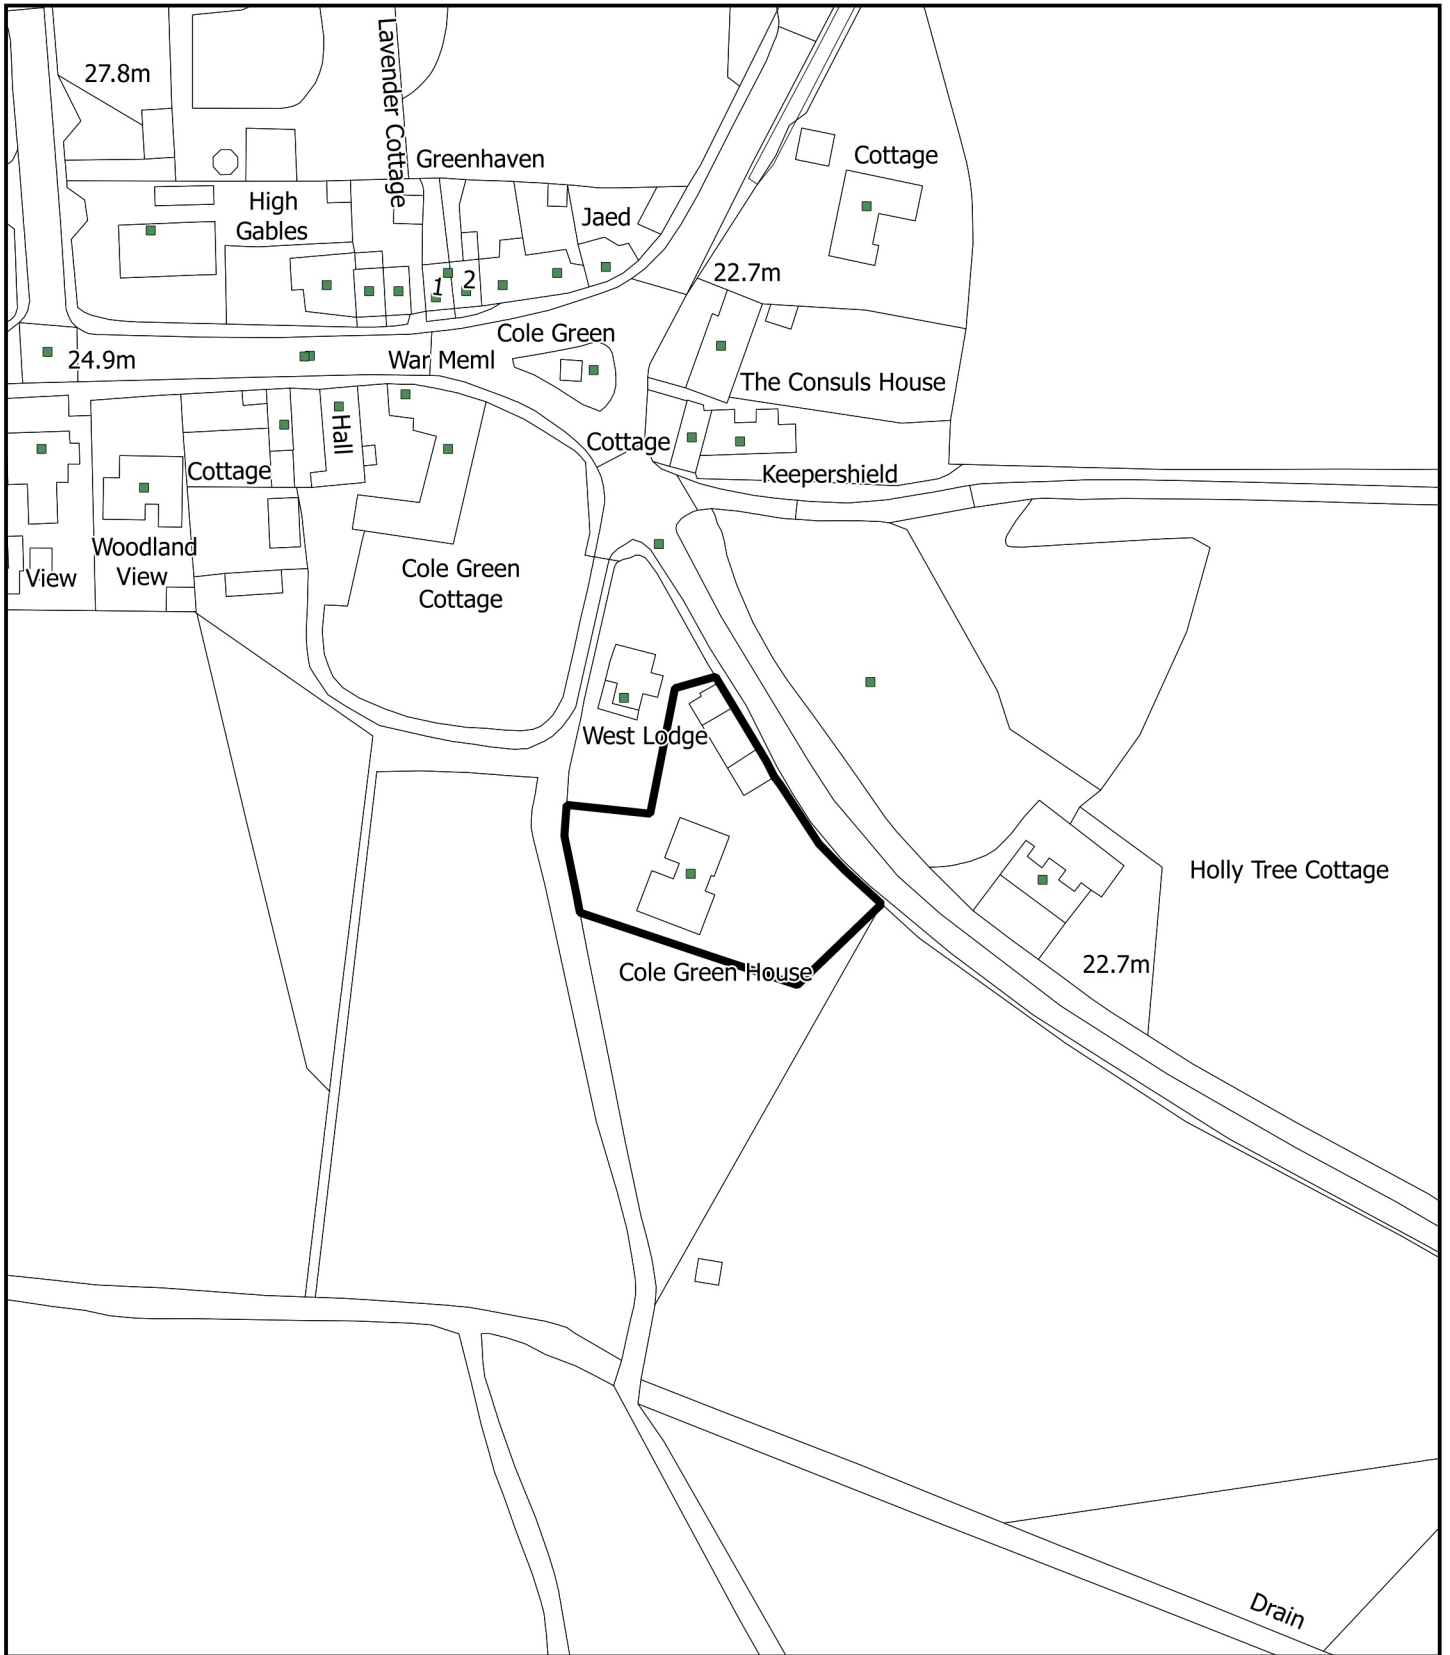 27.8m
Lavender Cottage
Greenhaven
Cottage
High
Gables
Jaed
22.7m
1
2
Cole Green
24.9m
War Meml
The Consuls House
Hall
Cottage
Cottage
Keepershield
Woodland
View
View
Cole Green
Cottage
West Lodge
Holly Tree Cottage
22.7m
Cole Green House
Drain